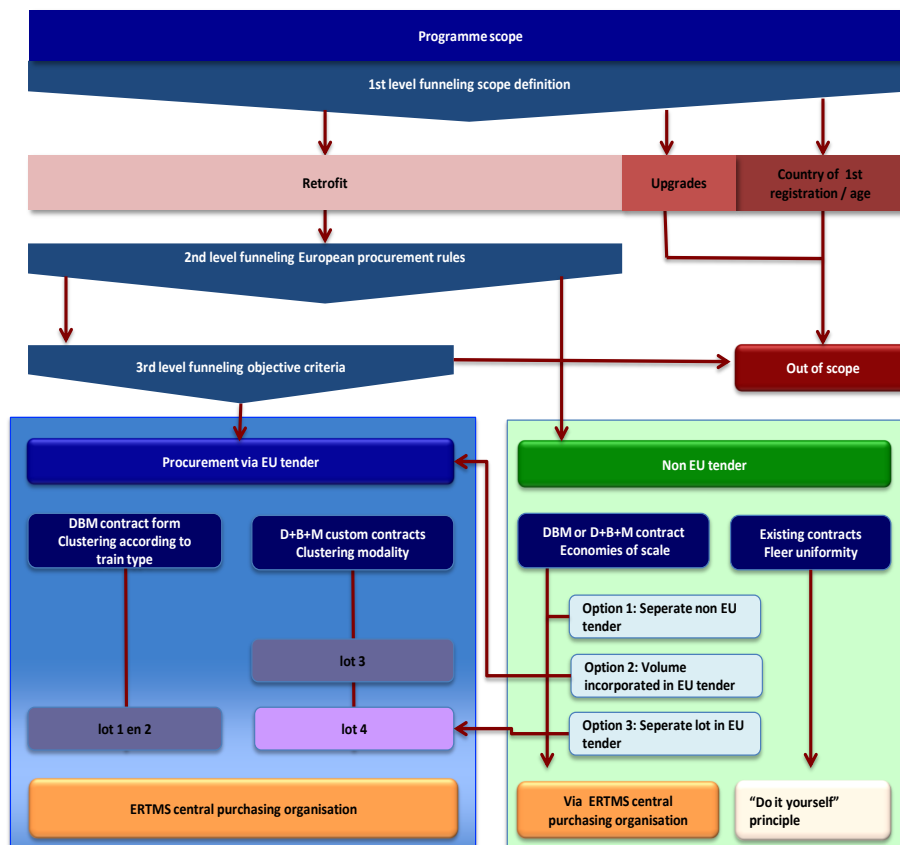 Programme scope
1st level funneling scope definition
Retrofit
Upgrades
Country of 1st
registration / age
2nd level funneling European procurement rules
3rd level funneling objective criteria
Out of scope
Procurement via EU tender
Non EU tender
DBM contract form
Clustering according to
train type
D+B+M custom contracts
Clustering modality
DBM or D+B+M contract
Economies of scale
Existing contracts
Fleer uniformity
Option 1: Seperate non EU
tender
lot 3
Option 2: Volume
incorporated in EU tender
lot 1 en 2
lot 4
Option 3: Seperate lot in EU
tender
ERTMS central purchasing organisation
Via ERTMS central
purchasing organisation
“Do it yourself”
principle